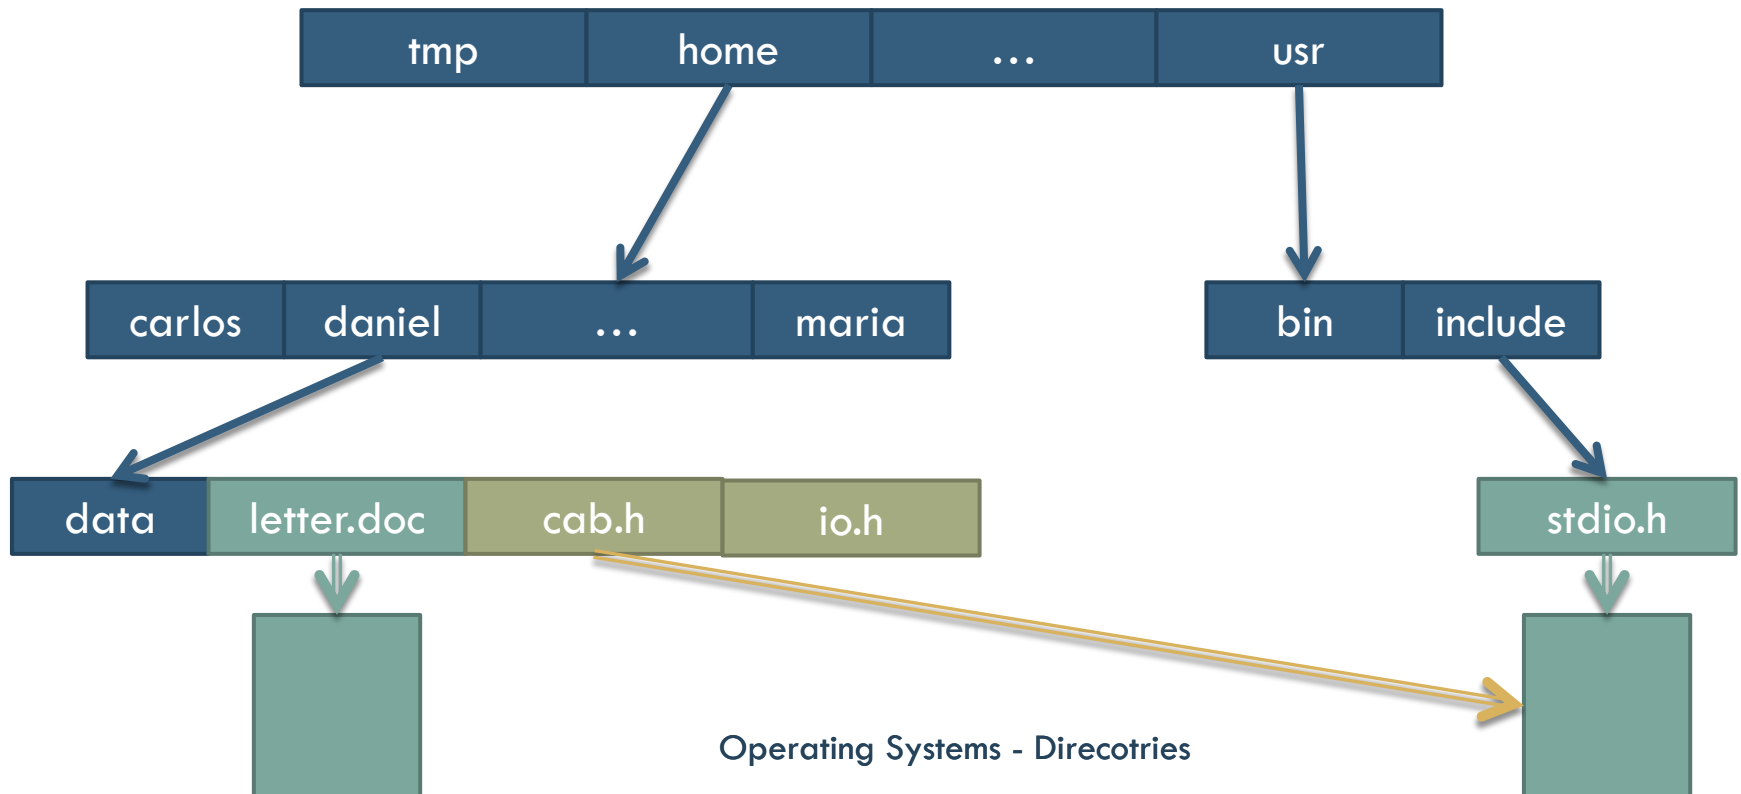 tmp home ... usr
carlos daniel ... maria
bin include
data letter.doc cab.h io.h
stdio.h
Operating Systems - Direcotries